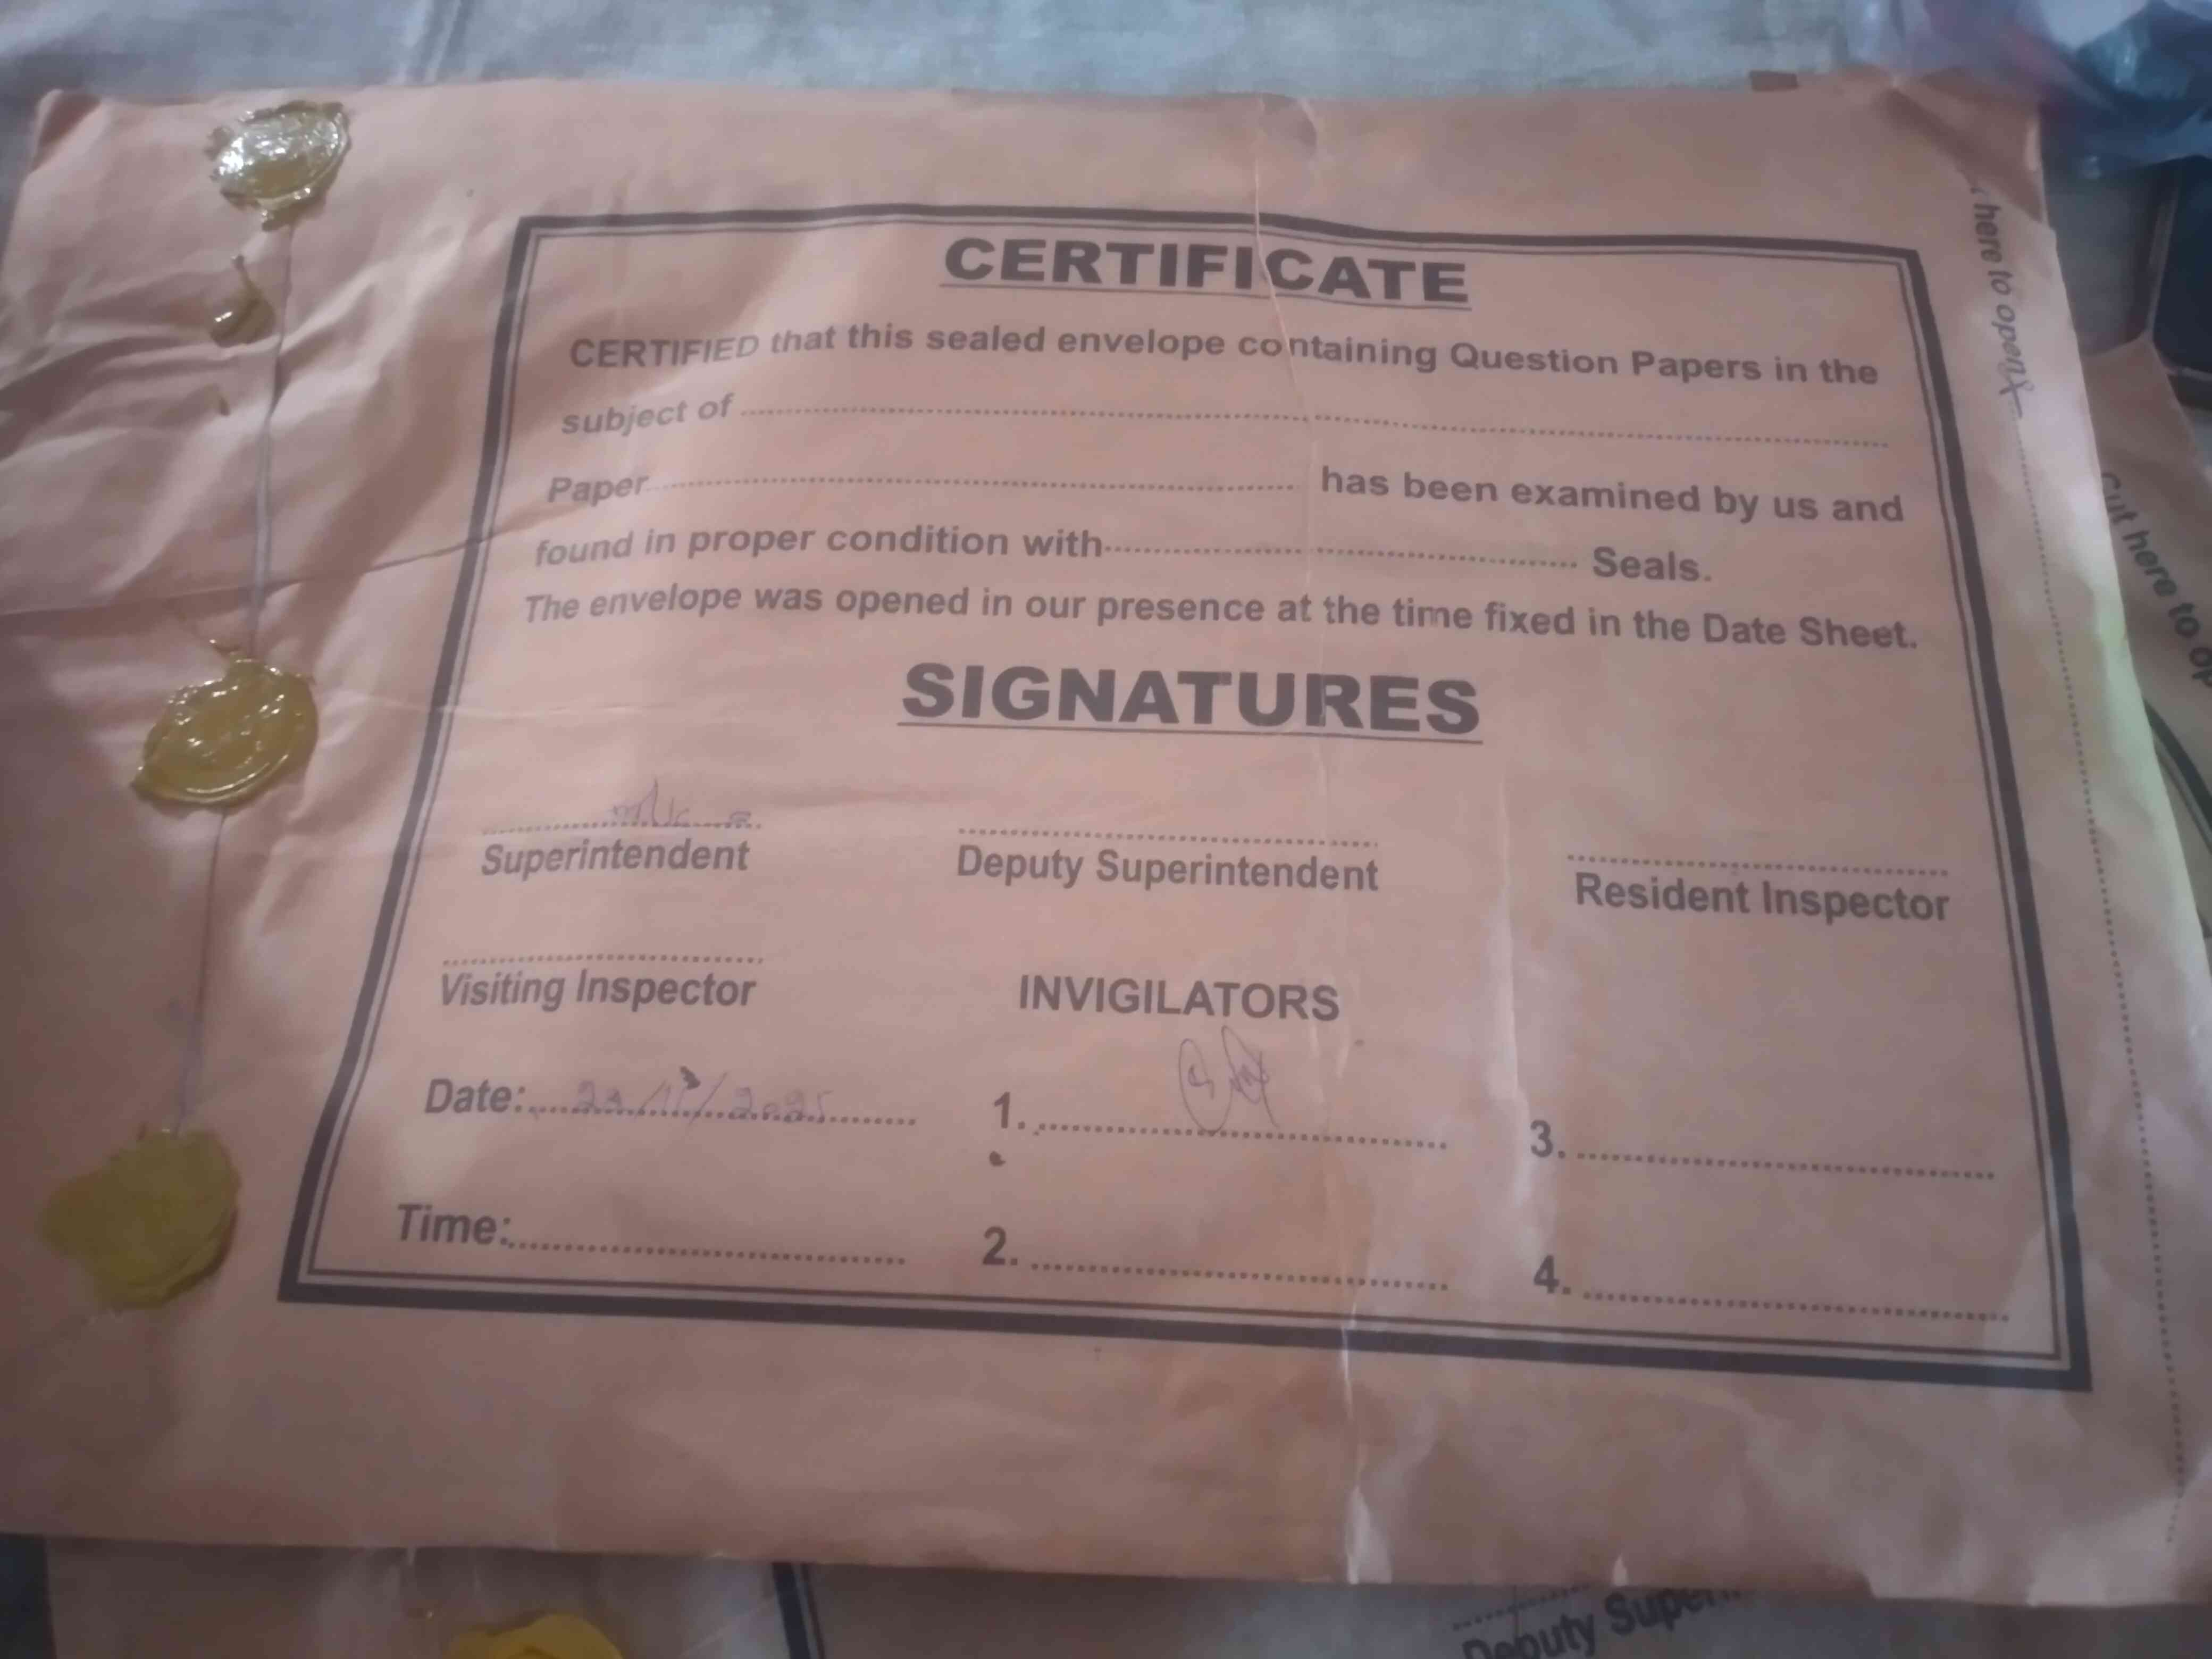 CERTIFICATE
CERTIFIED that this sealed envelope containing Question Papers in the
subject of
Paper has been examined by us and
found in proper condition with Seals.
The envelope was opened in our presence at the time fixed in the Date Sheet.
SIGNATURES
Superintendent
Deputy Superintendent
Resident Inspector
Visiting Inspector
INVIGILATORS
Date:
1.
3.
Time:
2.
4.
here to open
Cut here to op
Deputy Super